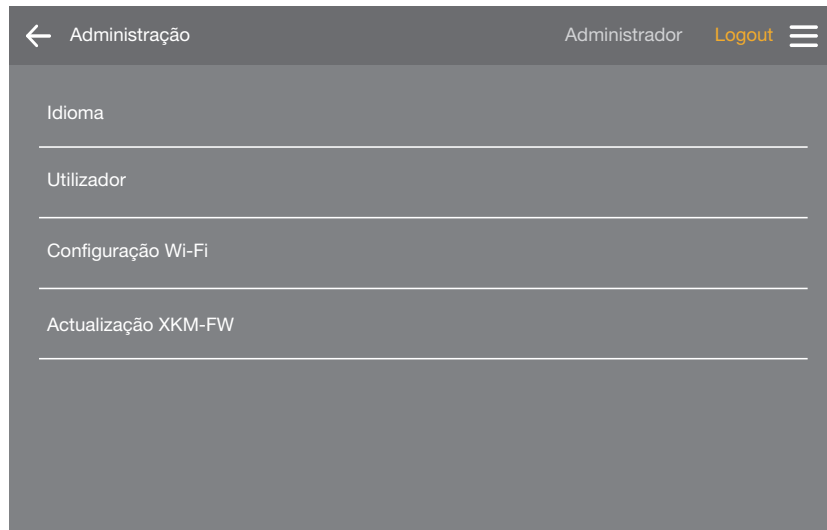 Administração Administrador Logout
Idioma
Utilizador
Configuração Wi-Fi
Actualização XKM-FW